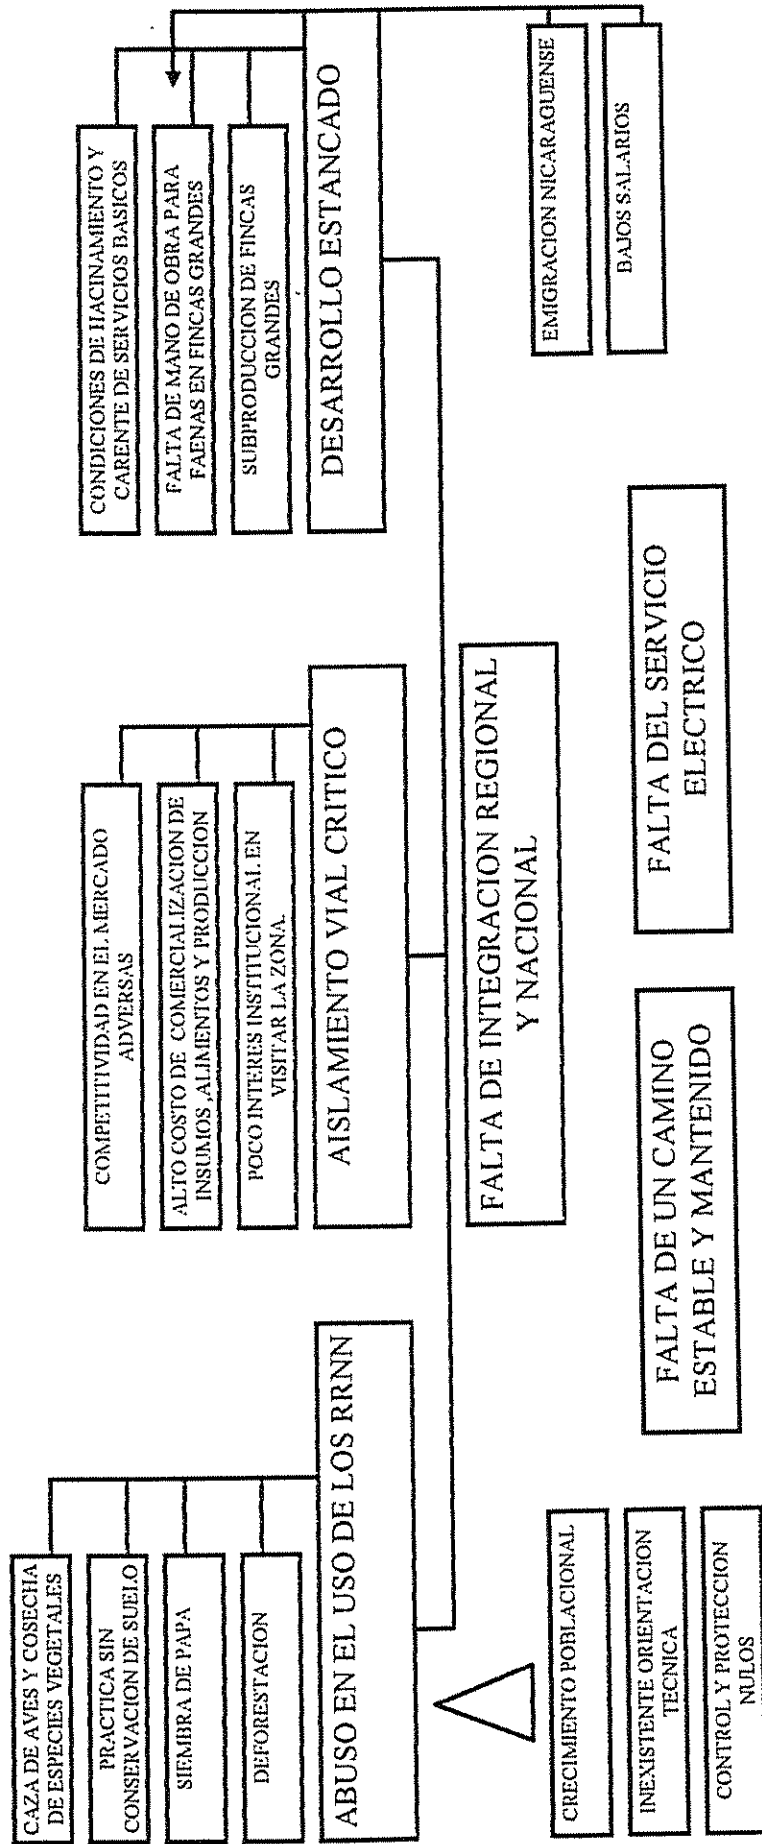 CAZA DE AVES Y COSECHA
DE ESPECIES VEGETALES
PRACTICA SIN
CONSERVACION DE SUELO
SIEMBRA DE PAPA
DEFORESTACION
ABUSO EN EL USO DE LOS RRNN
CRECIMIENTO POBLACIONAL
INEXISTENTE ORIENTACION
TECNICA
CONTROL Y PROTECCION
NULOS
COMPETITIVIDAD EN EL MERCADO
ADVERSAS
ALTO COSTO DE COMERCIALIZACION DE
INSUMOS ,ALIMENTOS Y PRODUCCION
POCO INTERES INSTITUCIONAL EN
VISITAR LA ZONA.
AISLAMIENTO VIAL CRITICO
FALTA DE INTEGRACION REGIONAL
Y NACIONAL
FALTA DE UN CAMINO
ESTABLE Y MANTENIDO
FALTA DEL SERVICIO
ELECTRICO
CONDICIONES DE HACINAMIENTO Y
CARENTE DE SERVICIOS BASICOS
FALTA DE MANO DE OBRA PARA
FAENAS EN FINCAS GRANDES
SUBPRODUCCION DE FINCAS
GRANDES
DESARROLLO ESTANCADO
EMIGRACION NICARAGUENSE
BAJOS SALARIOS